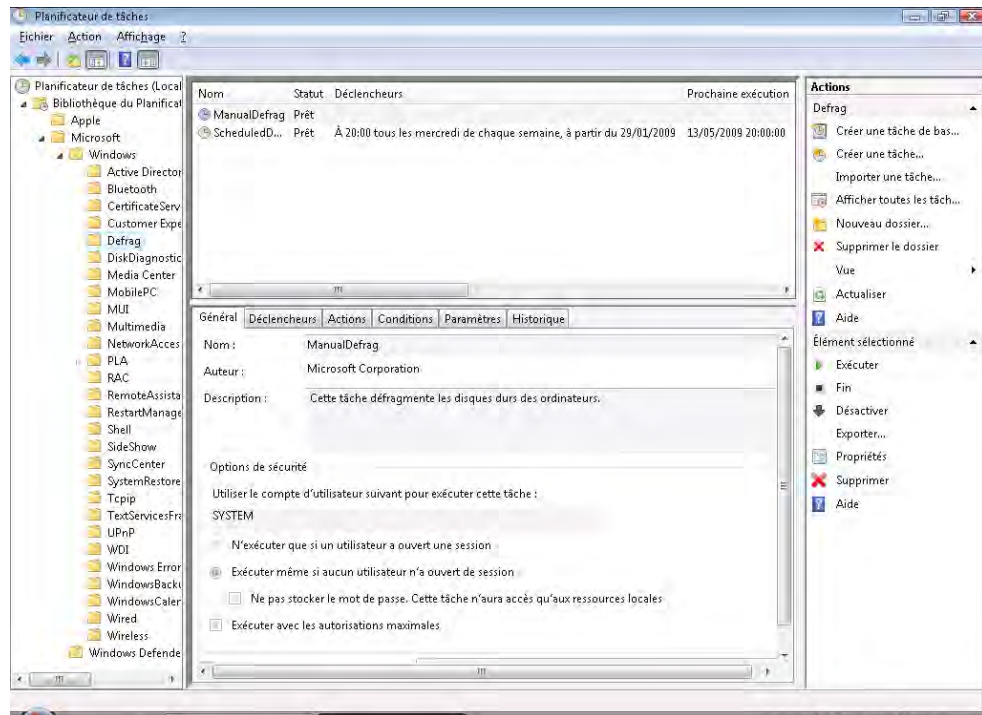 Planificateur de tâches
Fichier Action Affichage ?
Planificateur de tâches (Local
Bibliothèque du Planificat
Apple
Microsoft
Windows
Active Director
Bluetooth
CertificateServ
Customer Expe
Defrag
DiskDiagnostic
Media Center
MobilePC
MUI
Multimedia
NetworkAcces
PLA
RAC
RemoteAssista
RestartManage
Shell
SideShow
SyncCenter
SystemRestore
Tcpip
TextServicesFra
UPnP
WDI
Windows Error
WindowsBacku
WindowsCaler
Wired
Wireless
Windows Defende
Nom Statut Déclencheurs Prochaine exécution
ManualDefrag Prêt
ScheduledD... Prêt À 20:00 tous les mercredi de chaque semaine, à partir du 29/01/2009 13/05/2009 20:00:00
Général Déclencheurs Actions Conditions Paramètres Historique
Nom : ManualDefrag
Auteur : Microsoft Corporation
Description : Cette tâche défragmente les disques durs des ordinateurs.
Options de sécurité
Utiliser le compte d'utilisateur suivant pour exécuter cette tâche :
SYSTEM
N'exécuter que si un utilisateur a ouvert une session
Exécuter même si aucun utilisateur n'a ouvert de session
Ne pas stocker le mot de passe. Cette tâche n'aura accès qu'aux ressources locales
Exécuter avec les autorisations maximales
Actions
Defrag
Créer une tâche de bas...
Créer une tâche...
Importer une tâche...
Afficher toutes les tâch...
Nouveau dossier...
Supprimer le dossier
Vue
Actualiser
Aide
Élément sélectionné
Exécuter
Fin
Désactiver
Exporter...
Propriétés
Supprimer
Aide